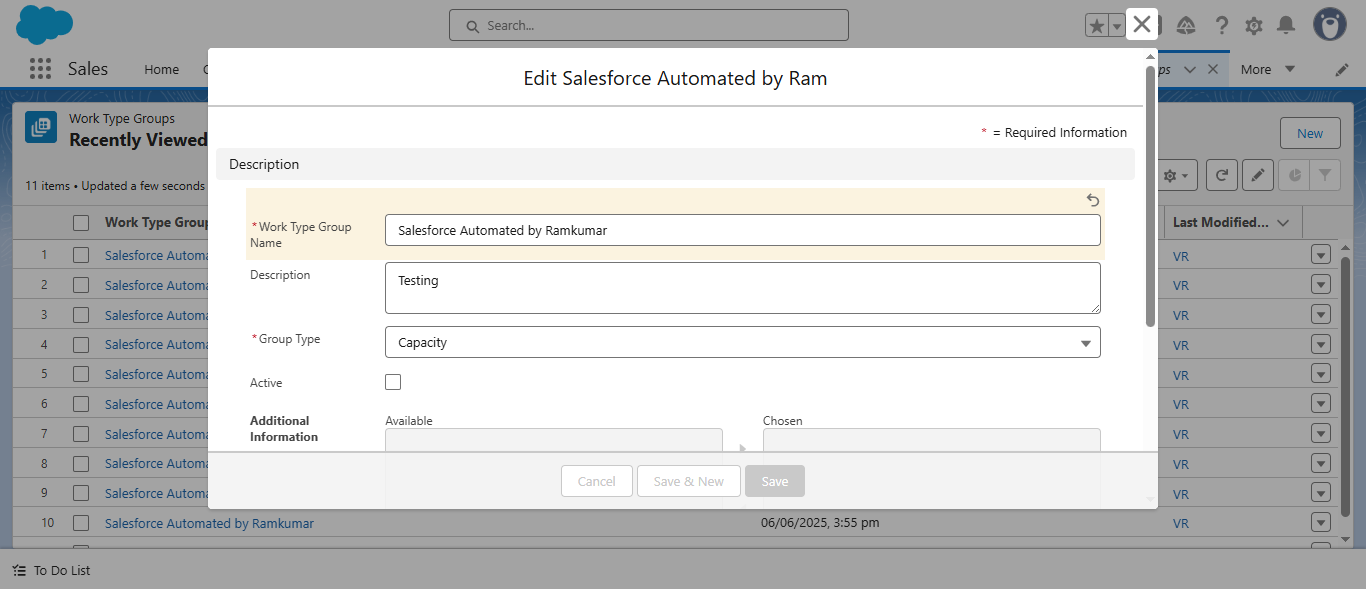 Search...
Sales
Home
ps
More
Work Type Groups
Recently Viewed
New
11 items • Updated a few seconds
Work Type Group
Last Modified...
Edit Salesforce Automated by Ram
* = Required Information
Description
*Work Type Group Name
Salesforce Automated by Ramkumar
Description
Testing
*Group Type
Capacity
Active
Additional Information
Available
Chosen
Cancel
Save & New
Save
1 Salesforce Automa VR
2 Salesforce Automa VR
3 Salesforce Automa VR
4 Salesforce Automa VR
5 Salesforce Automa VR
6 Salesforce Automa VR
7 Salesforce Automa VR
8 Salesforce Automa VR
9 Salesforce Automa VR
10 Salesforce Automated by Ramkumar 06/06/2025, 3:55 pm VR
To Do List